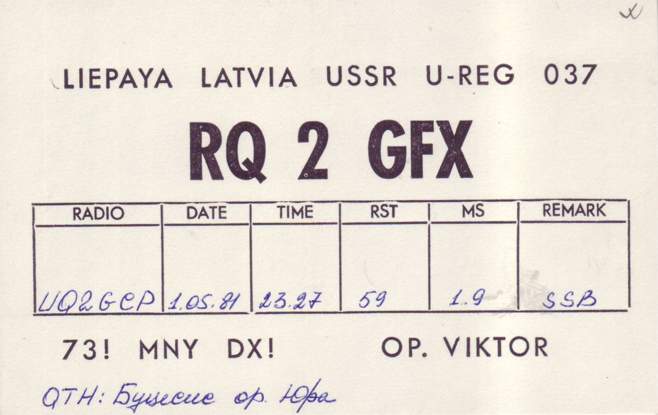 LIEPAYA LATVIA USSR U-REG 037
RQ 2 GFX
RADIO DATE TIME RST MS REMARK
UQ2GCP 1.05.81 23.27 59 1.9 SSB
73! MNY DX! OP. VIKTOR
QTH: ор. Юра